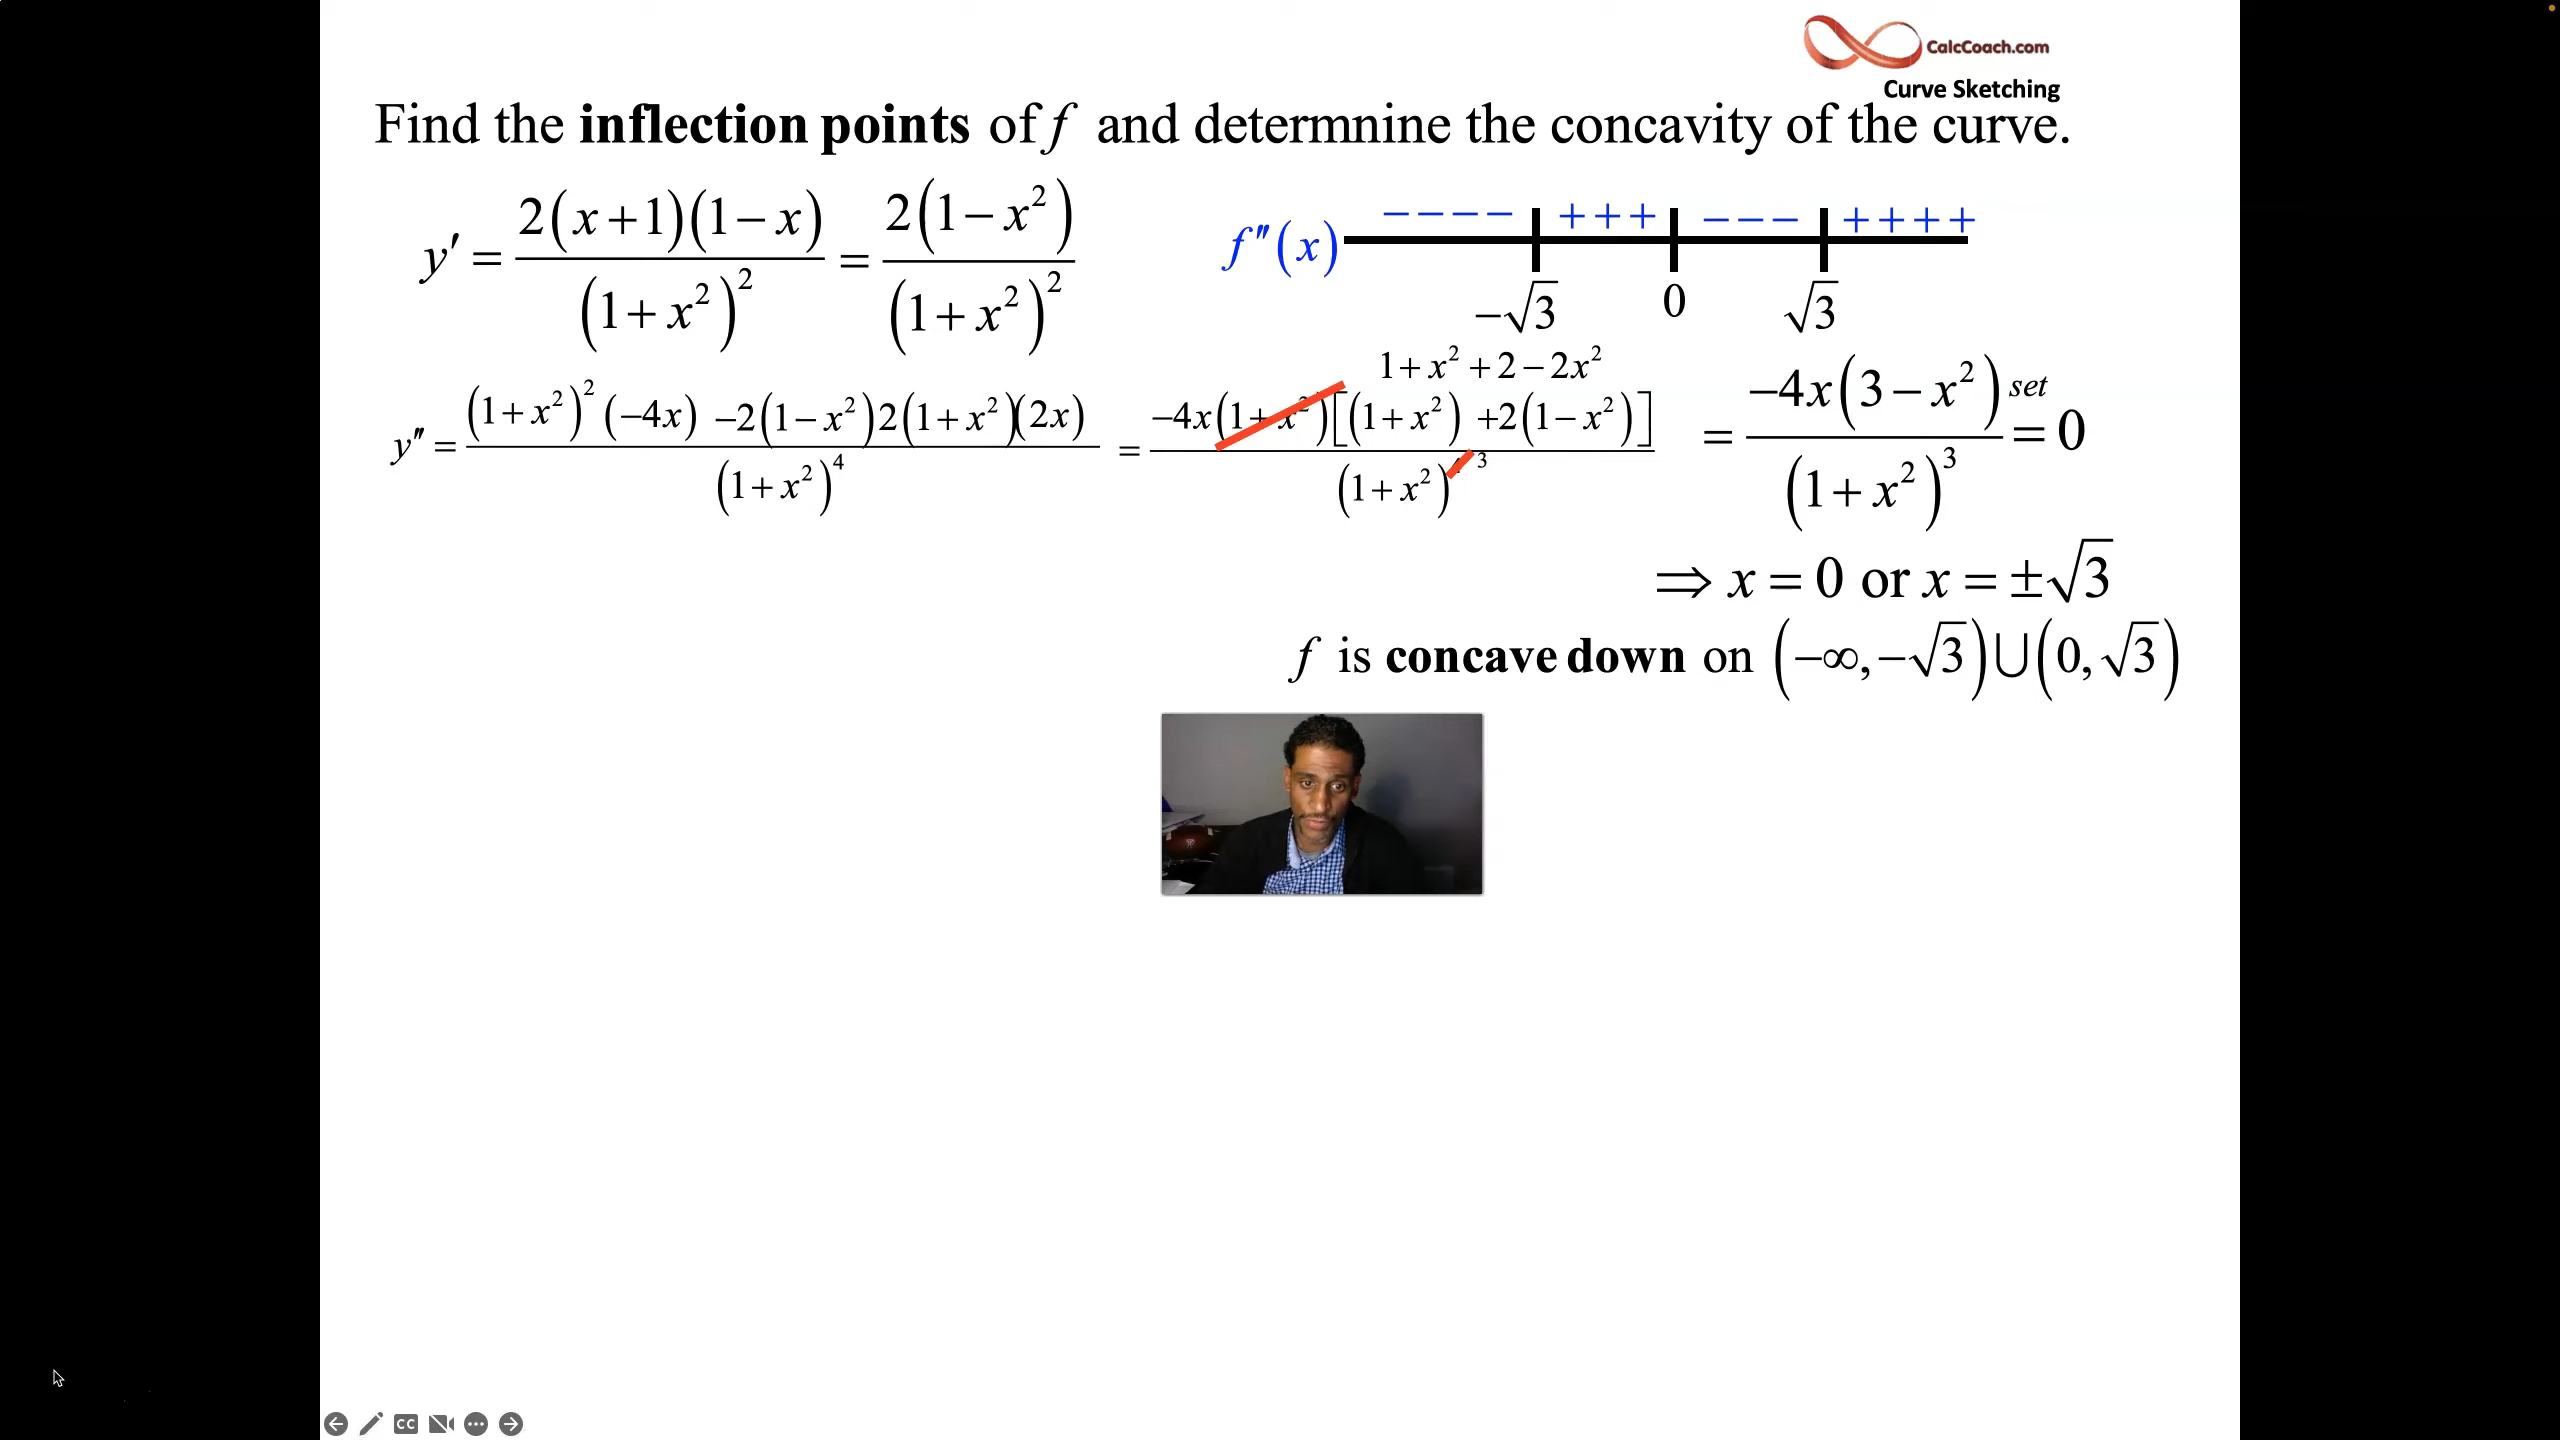 CalcCoach.com
Curve Sketching
Find the inflection points of f and determnine the concavity of the curve.
y′ = 2(x+1)(1−x) / (1+x²)² = 2(1−x²) / (1+x²)²
f″(x) −−−− +++ −−− ++++
−√3 0 √3
1+x²+2−2x²
y″ = (1+x²)²(−4x) −2(1−x²)2(1+x²)(2x) / (1+x²)⁴ = −4x(1+x²)[(1+x²) +2(1−x²)] / (1+x²)⁴ ³ = −4x(3−x²) / (1+x²)³ set = 0
⇒ x = 0 or x = ±√3
f is concave down on (−∞,−√3)∪(0,√3)
CC